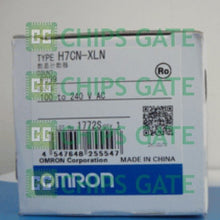 CHIPS GATE
TYPE H7CN-XLN
Ro
CHIPS GATE
100 to 240 V AC
CHIPS GATE
1772S
1
4 547648 255547
OMRON Corporation
MADE IN CHINA
OMRON